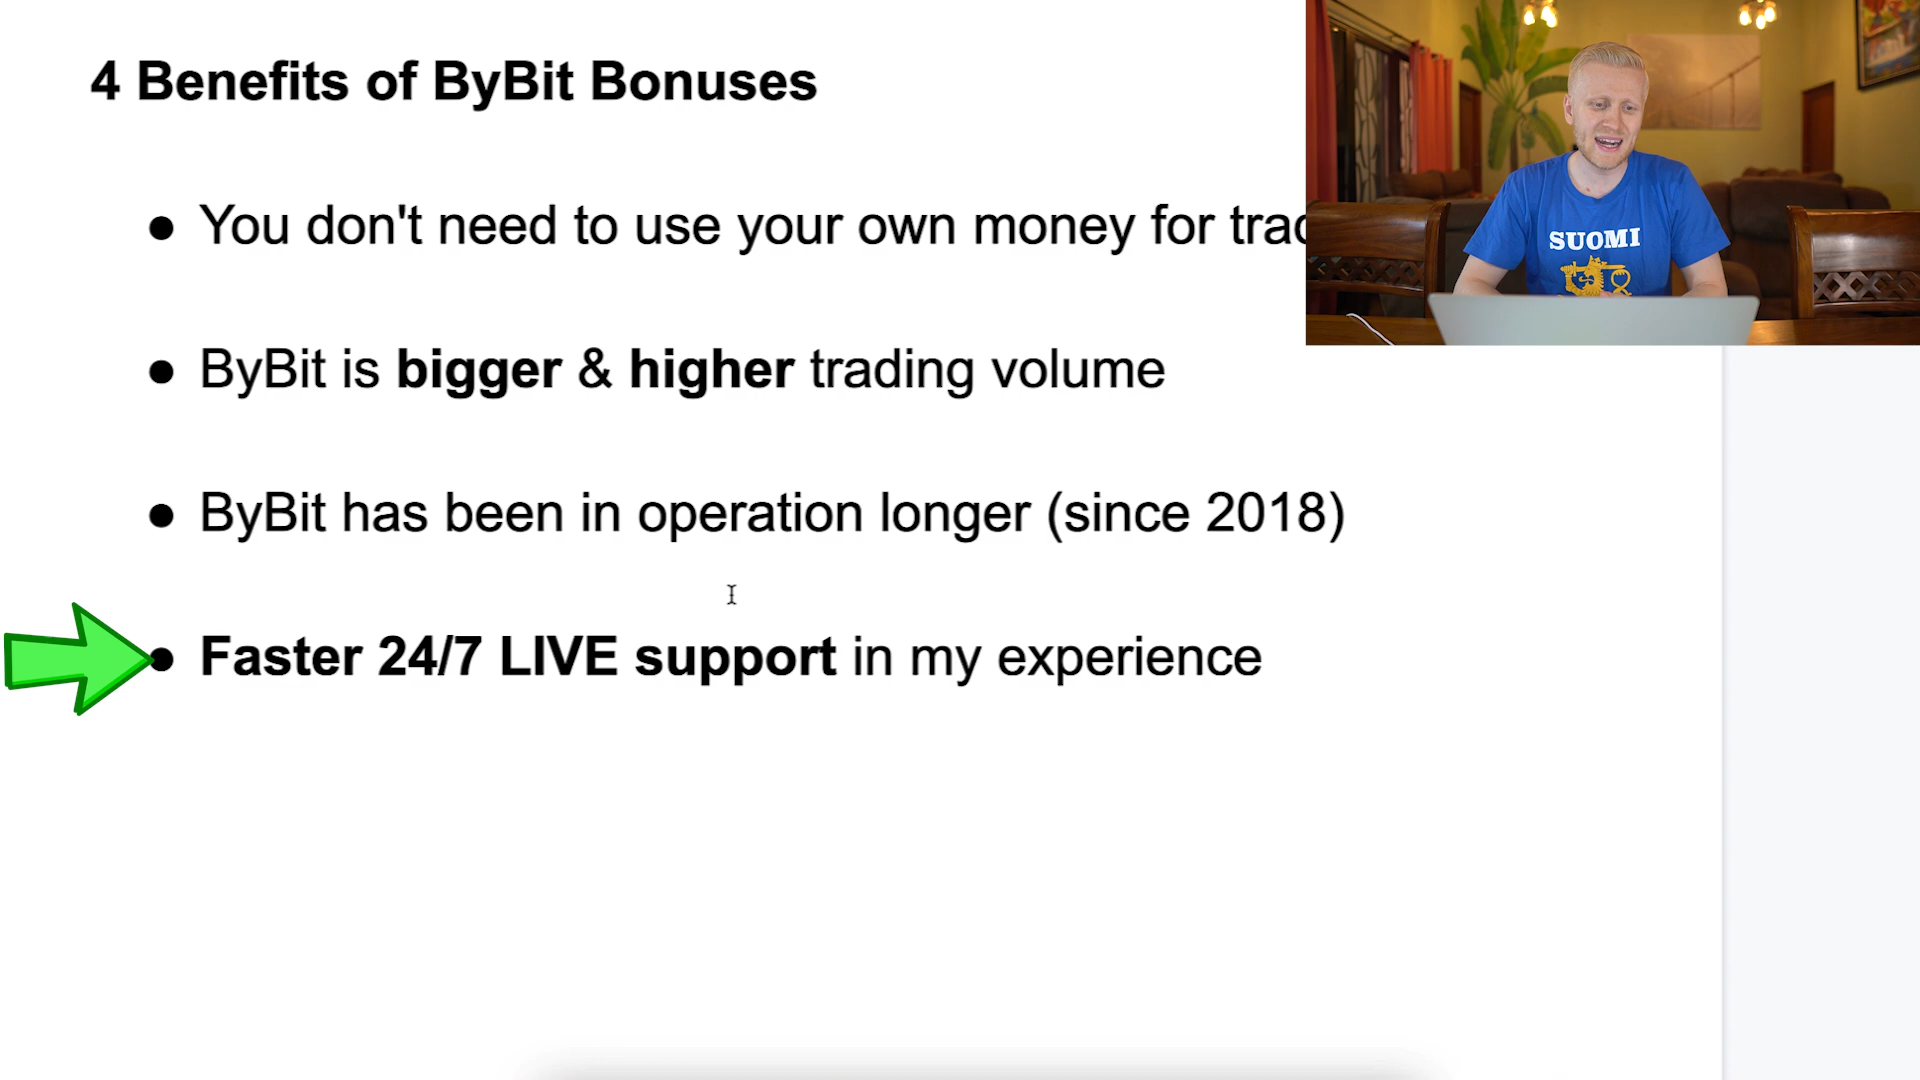 4 Benefits of ByBit Bonuses
● You don't need to use your own money for
● ByBit is bigger & higher trading volume
● ByBit has been in operation longer (since 2018)
● Faster 24/7 LIVE support in my experience
SUOMI